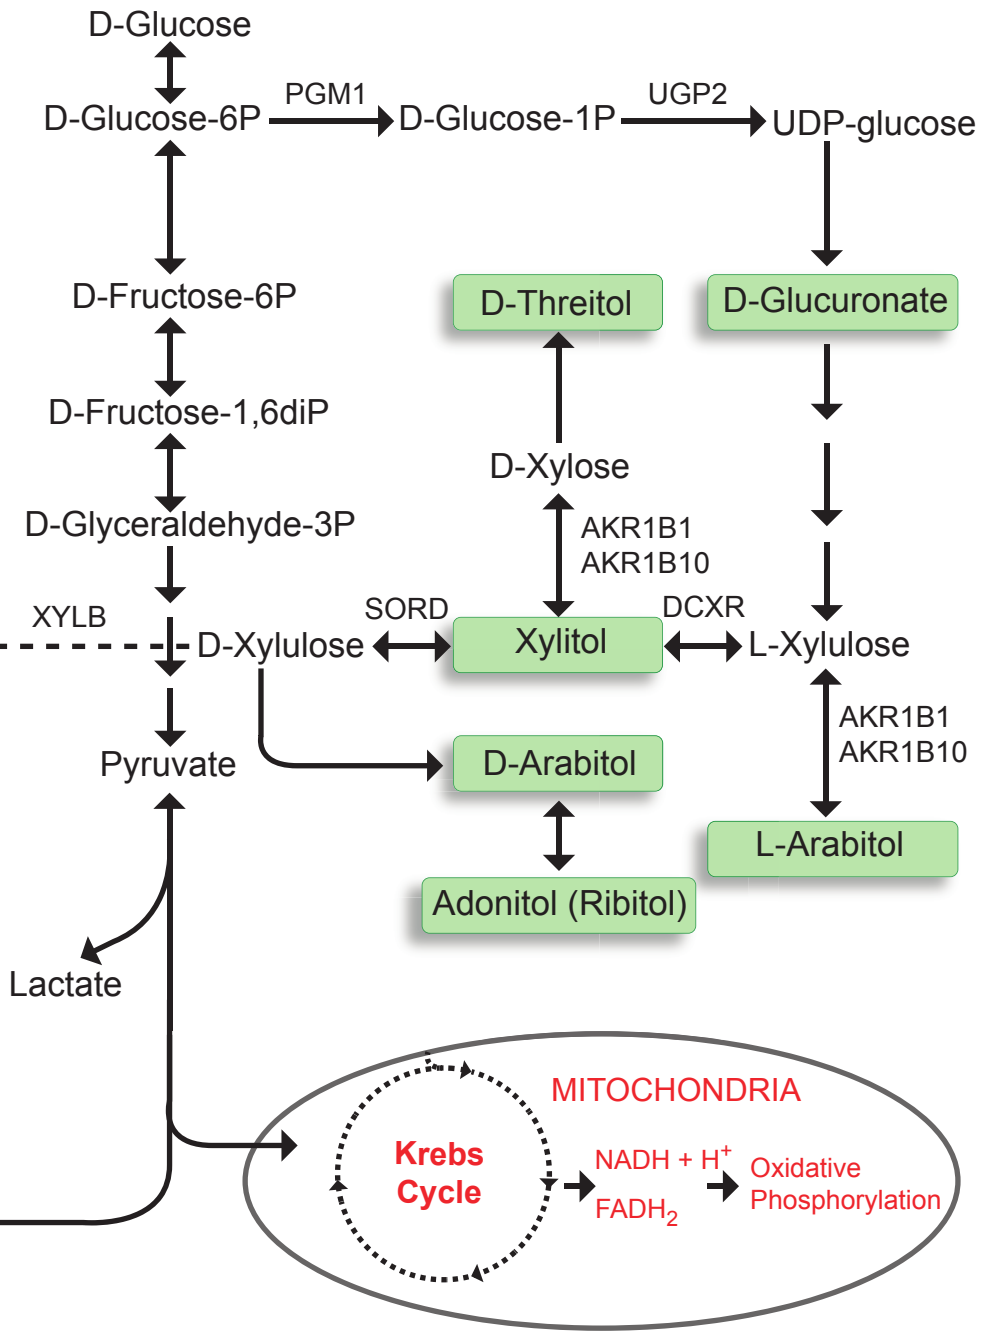 D-Glucose
D-Glucose-6P
PGM1
D-Glucose-1P
UGP2
UDP-glucose
D-Fructose-6P
D-Threitol
D-Glucuronate
D-Fructose-1,6diP
D-Xylose
D-Glyceraldehyde-3P
AKR1B1
AKR1B10
XYLB
SORD
DCXR
D-Xylulose
Xylitol
L-Xylulose
AKR1B1
AKR1B10
Pyruvate
D-Arabitol
L-Arabitol
Adonitol (Ribitol)
Lactate
MITOCHONDRIA
Krebs
Cycle
NADH + H⁺
FADH₂
Oxidative
Phosphorylation